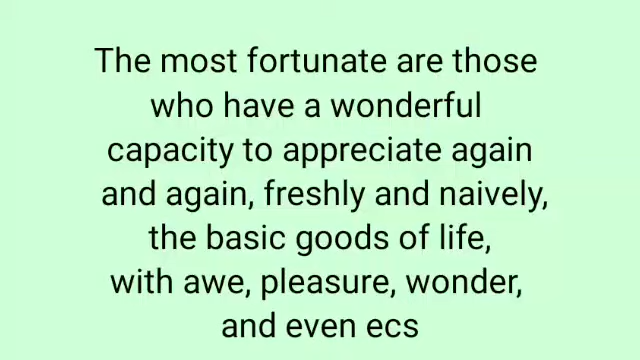 The most fortunate are those
who have a wonderful
capacity to appreciate again
and again, freshly and naively,
the basic goods of life,
with awe, pleasure, wonder,
and even ecs